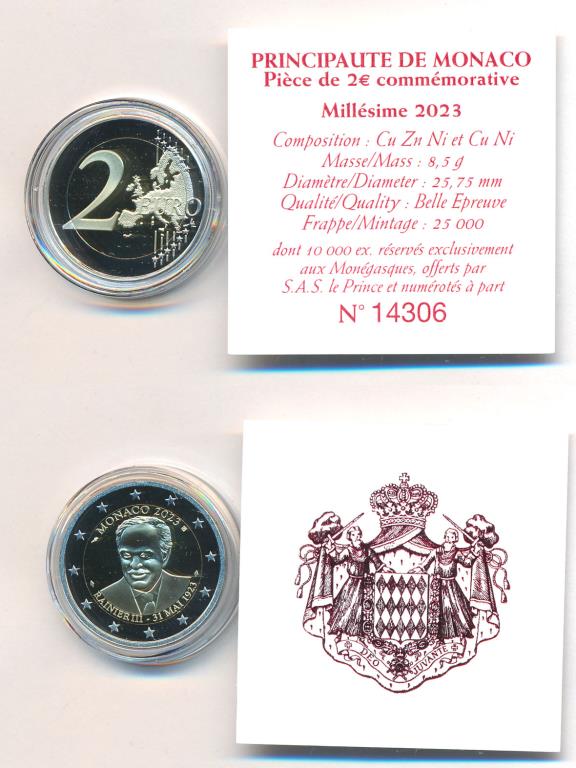 2 EURO
PRINCIPAUTE DE MONACO
Pièce de 2€ commémorative
Millésime 2023
Composition : Cu Zn Ni et Cu Ni
Masse/Mass : 8,5 g
Diamètre/Diameter : 25,75 mm
Qualité/Quality : Belle Epreuve
Frappe/Mintage : 25 000
dont 10 000 ex. réservés exclusivement
aux Monégasques, offerts par
S.A.S. le Prince et numérotés à part
N° 14306
MONACO 2023
RAINIER III - 31 MAI 1923
DEO JUVANTE